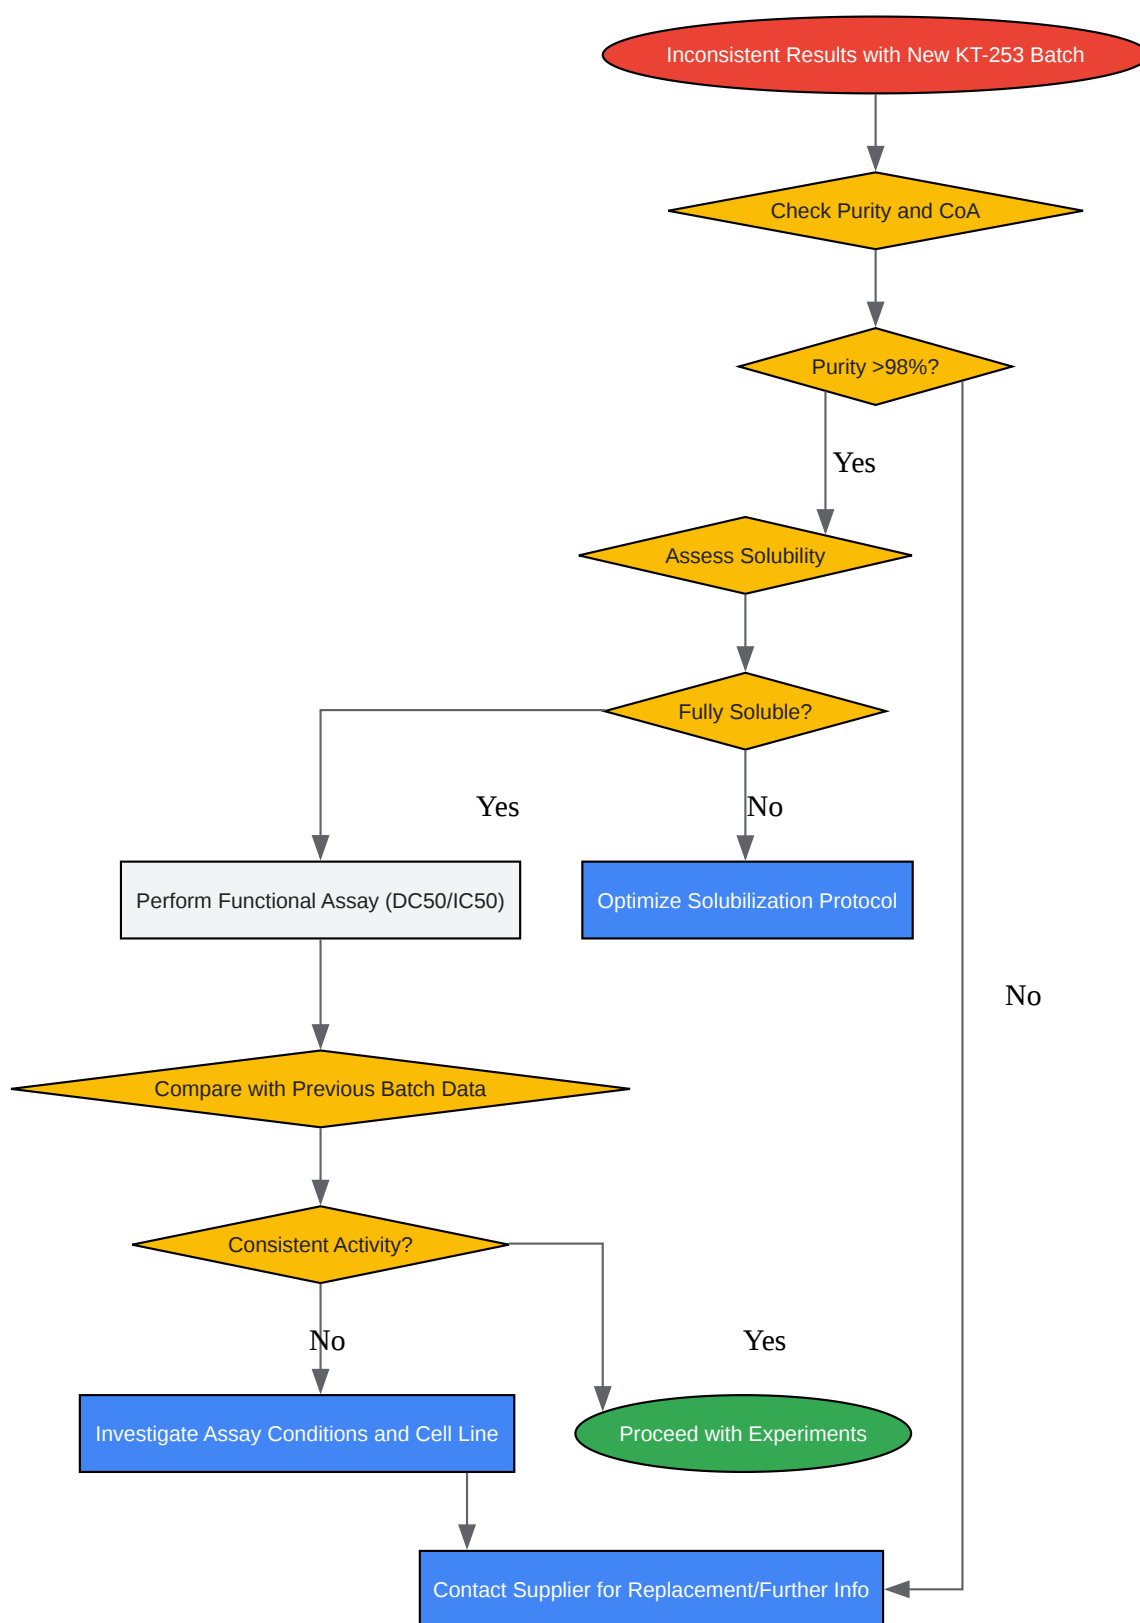 Inconsistent Results with New KT-253 Batch
Check Purity and CoA
Purity >98%?
Yes
Assess Solubility
Fully Soluble?
Yes
No
Perform Functional Assay (DC50/IC50)
Optimize Solubilization Protocol
No
Compare with Previous Batch Data
Consistent Activity?
No
Yes
Investigate Assay Conditions and Cell Line
Proceed with Experiments
Contact Supplier for Replacement/Further Info